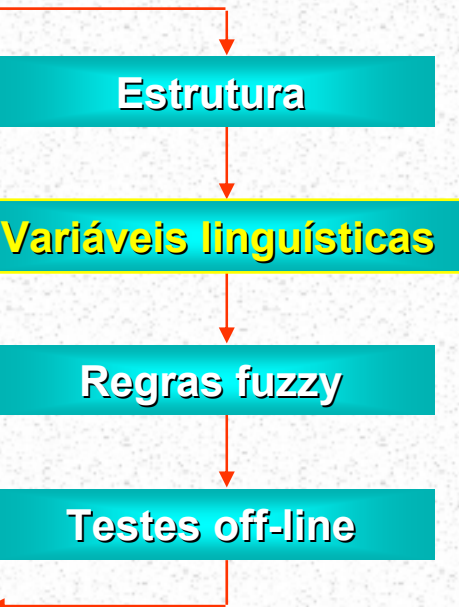 Estrutura
Variáveis linguísticas
Regras fuzzy
Testes off-line